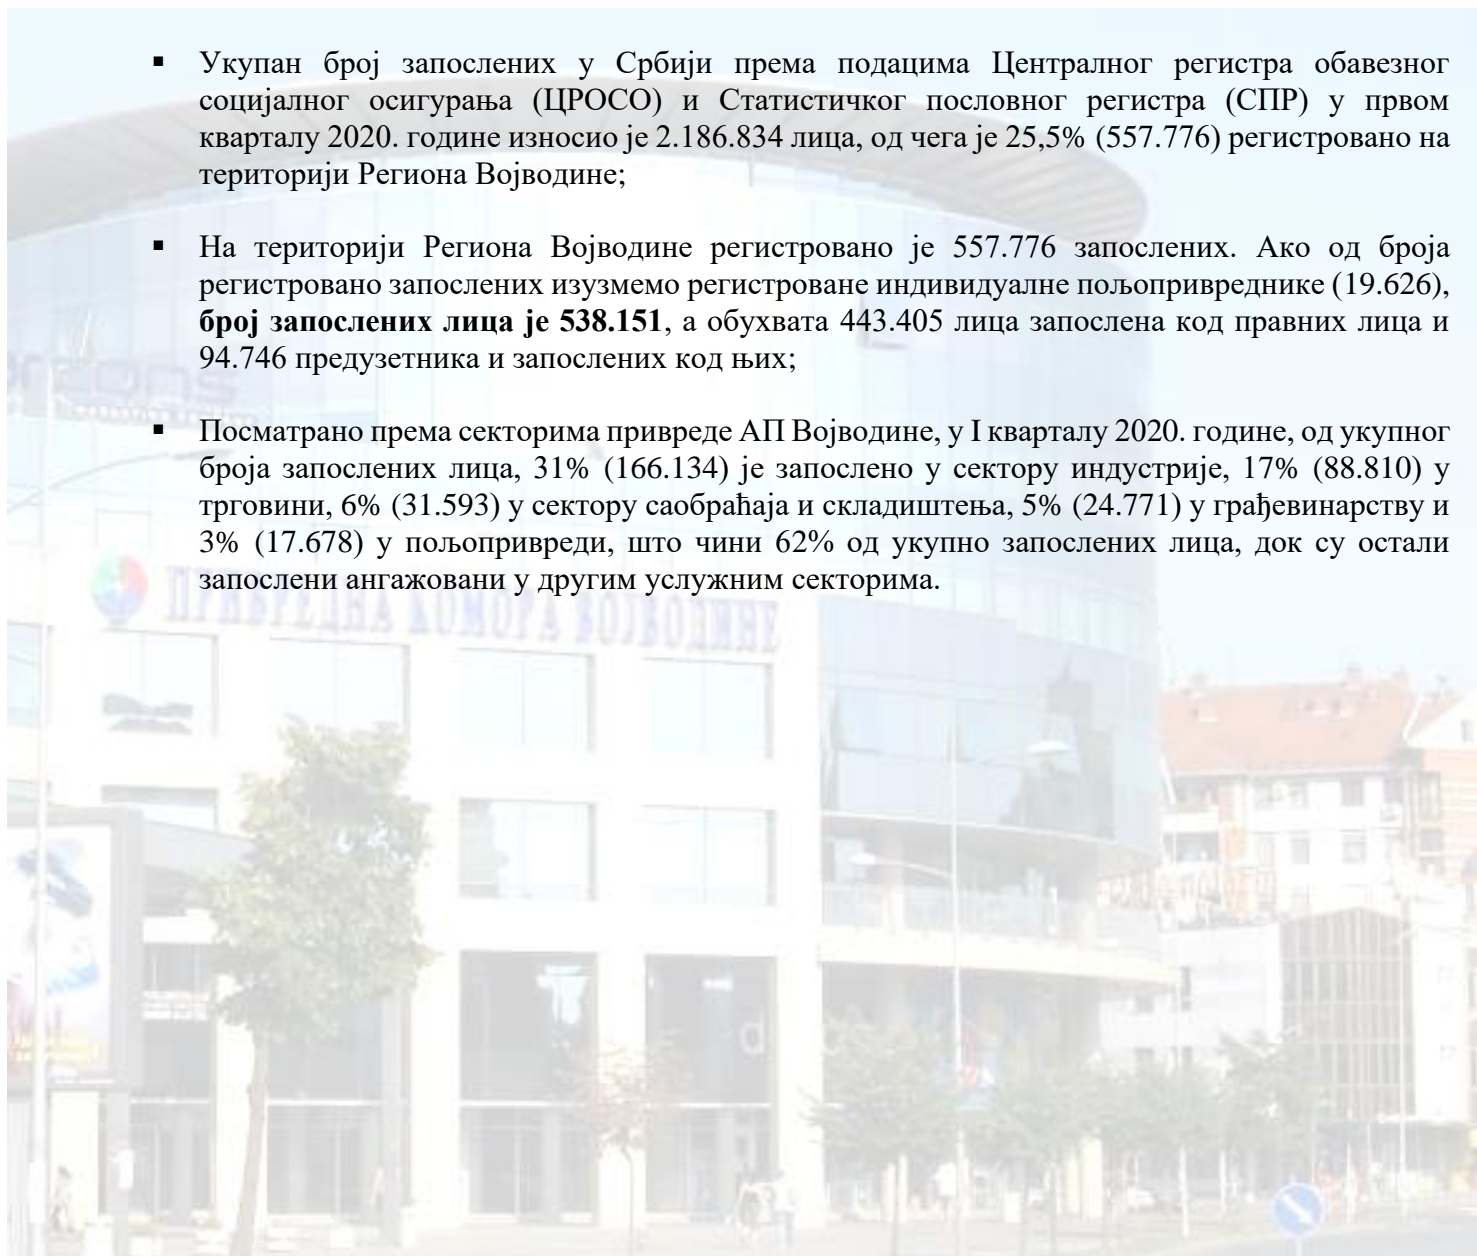 ▪ Укупан број запослених у Србији према подацима Централног регистра обавезног
социјалног осигурања (ЦРОСО) и Статистичког пословног регистра (СПР) у првом
кварталу 2020. године износио је 2.186.834 лица, од чега је 25,5% (557.776) регистровано на
територији Региона Војводине;
▪ На територији Региона Војводине регистровано је 557.776 запослених. Ако од броја
регистровано запослених изузмемо регистроване индивидуалне пољопривреднике (19.626),
број запослених лица је 538.151, а обухвата 443.405 лица запослена код правних лица и
94.746 предузетника и запослених код њих;
▪ Посматрано према секторима привреде АП Војводине, у I кварталу 2020. године, од укупног
броја запослених лица, 31% (166.134) је запослено у сектору индустрије, 17% (88.810) у
трговини, 6% (31.593) у сектору саобраћаја и складиштења, 5% (24.771) у грађевинарству и
3% (17.678) у пољопривреди, што чини 62% од укупно запослених лица, док су остали
запослени ангажовани у другим услужним секторима.
ПРИВРЕДНА КОМОРА ВОЈВОДИНЕ